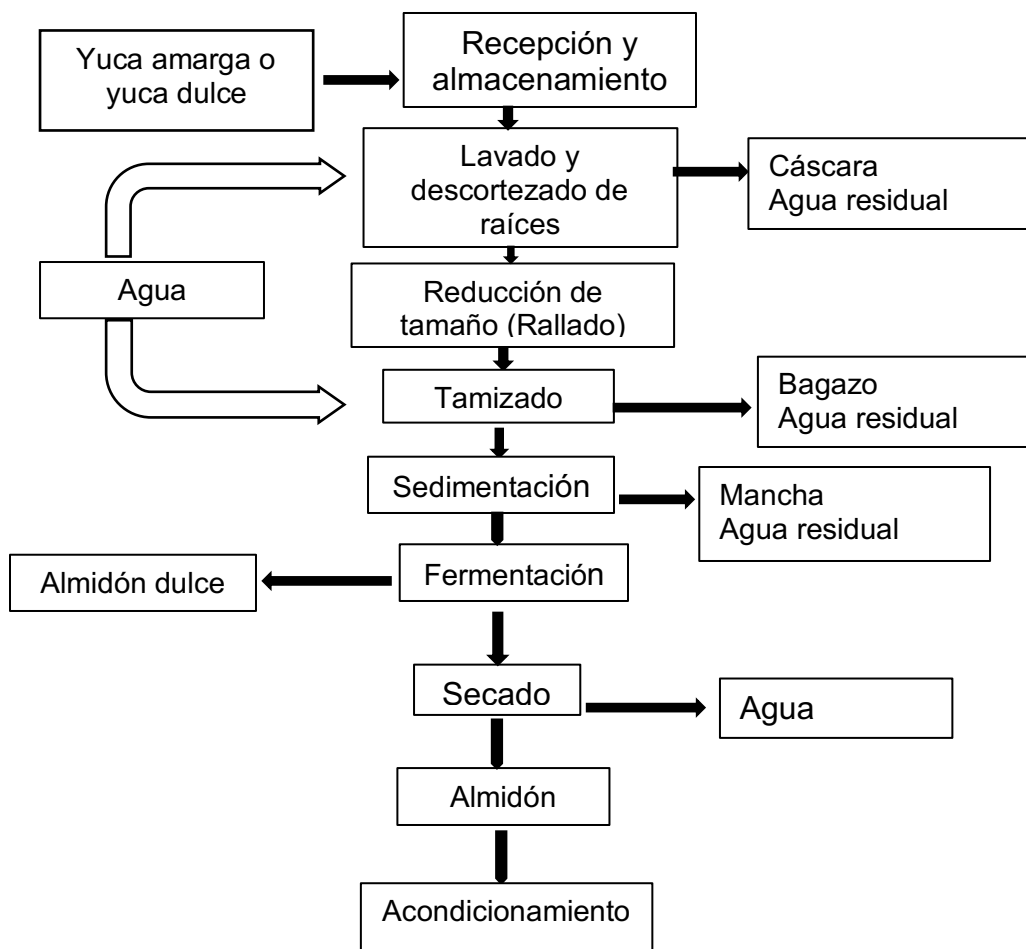 Yuca amarga o
yuca dulce
Recepción y
almacenamiento
Lavado y
descortezado de
raíces
Cáscara
Agua residual
Agua
Reducción de
tamaño (Rallado)
Tamizado
Bagazo
Agua residual
Sedimentación
Mancha
Agua residual
Fermentación
Almidón dulce
Secado
Agua
Almidón
Acondicionamiento